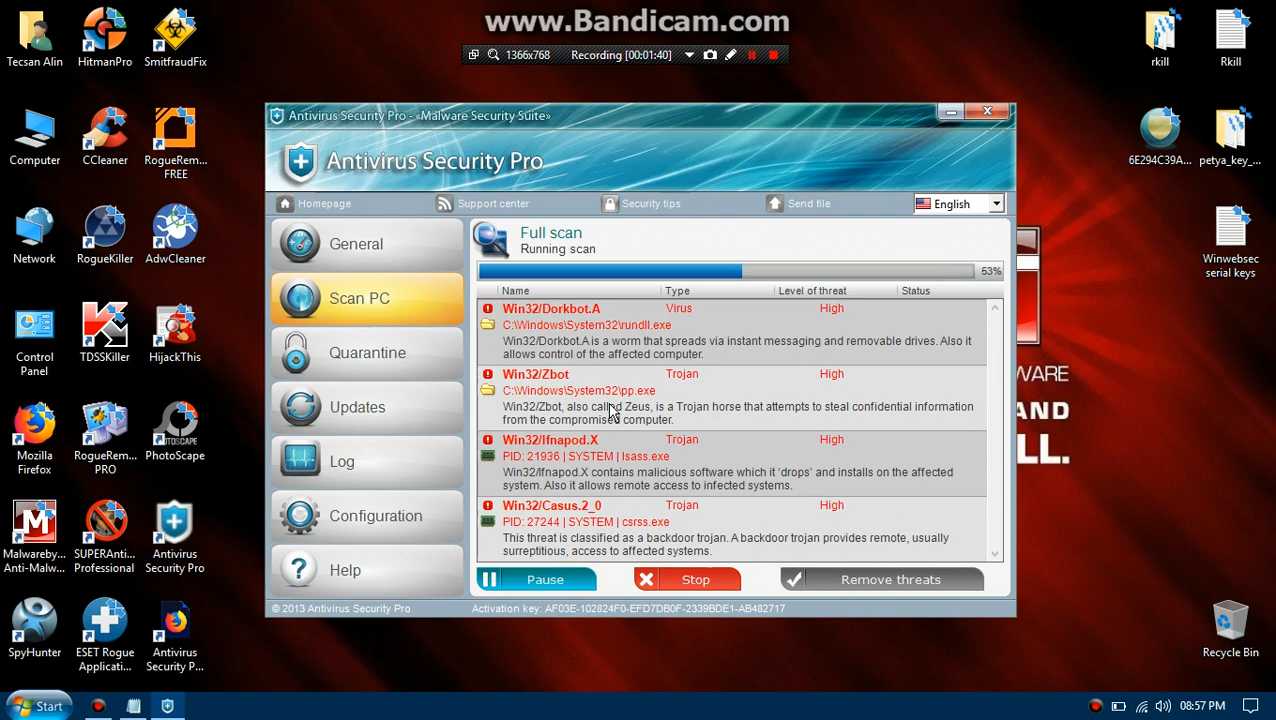 www.Bandicam.com
1366x768 Recording [00:01:40]
Tecsan Alin
HitmanPro
SmitfraudFix
rkill
Rkill
Computer
CCleaner
RogueRem...
FREE
6E294C39A...
petya_key_...
Network
RogueKiller
AdwCleaner
Winwebsec
serial keys
Control
Panel
TDSSKiller
HijackThis
Mozilla
Firefox
RogueRem...
PRO
PhotoScape
PHOTO
SCAPE
Malwareby...
Anti-Malw...
SUPERAnti...
Professional
Antivirus
Security Pro
SpyHunter
ESET Rogue
Applicati...
Antivirus
Security P...
Recycle Bin
Antivirus Security Pro - «Malware Security Suite»
Antivirus Security Pro
Homepage Support center Security tips Send file English
General
Scan PC
Quarantine
Updates
Log
Configuration
Help
Full scan
Running scan
53%
Name Type Level of threat Status
Win32/Dorkbot.A Virus High
C:\Windows\System32\rundll.exe
Win32/Dorkbot.A is a worm that spreads via instant messaging and removable drives. Also it
allows control of the affected computer.
Win32/Zbot Trojan High
C:\Windows\System32\pp.exe
Win32/Zbot, also called Zeus, is a Trojan horse that attempts to steal confidential information
from the compromised computer.
Win32/Ifnapod.X Trojan High
PID: 21936 | SYSTEM | lsass.exe
Win32/Ifnapod.X contains malicious software which it ‘drops’ and installs on the affected
system. Also it allows remote access to infected systems.
Win32/Casus.2_0 Trojan High
PID: 27244 | SYSTEM | csrss.exe
This threat is classified as a backdoor trojan. A backdoor trojan provides remote, usually
surreptitious, access to affected systems.
Pause Stop Remove threats
© 2013 Antivirus Security Pro Activation key: AF03E-102824F0-EFD7DB0F-2339BDE1-AB482717
WARE
AND
LL.
Start
08:57 PM